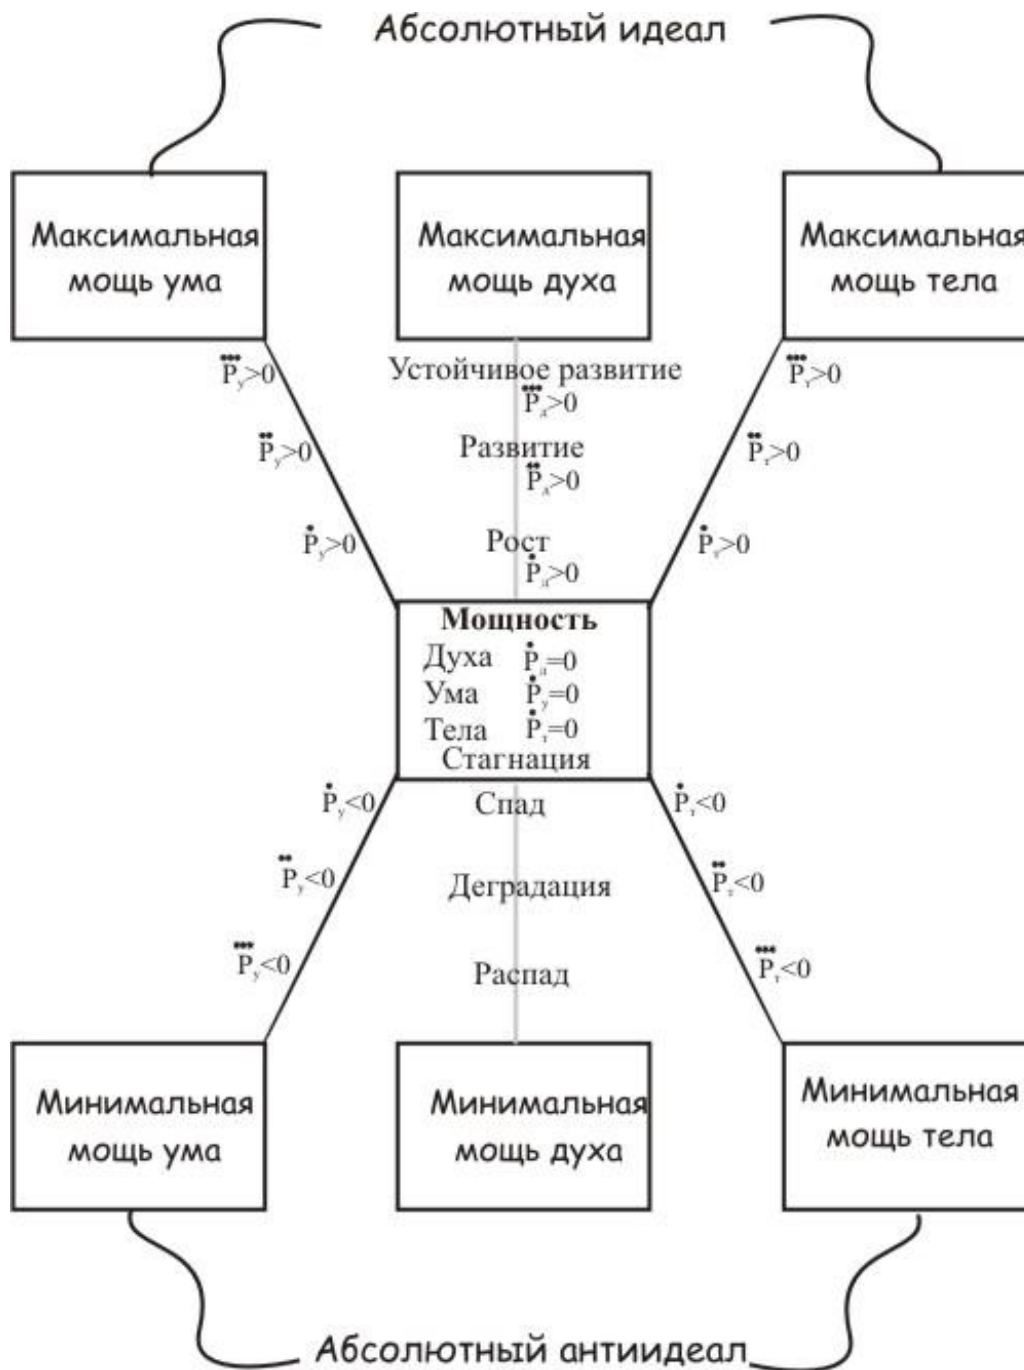 Абсолютный идеал
Максимальная
мощь ума
Максимальная
мощь духа
Максимальная
мощь тела
Устойчивое развитие
P⃛у>0
P⃛д>0
P⃛т>0
Развитие
P̈у>0
P̈д>0
P̈т>0
Рост
Ṗу>0
Ṗд>0
Ṗт>0
Мощность
Духа Ṗд=0
Ума Ṗу=0
Тела Ṗт=0
Стагнация
Ṗу<0
Спад
Ṗт<0
P̈у<0
Деградация
P̈т<0
P⃛у<0
Распад
P⃛т<0
Минимальная
мощь ума
Минимальная
мощь духа
Минимальная
мощь тела
Абсолютный антиидеал